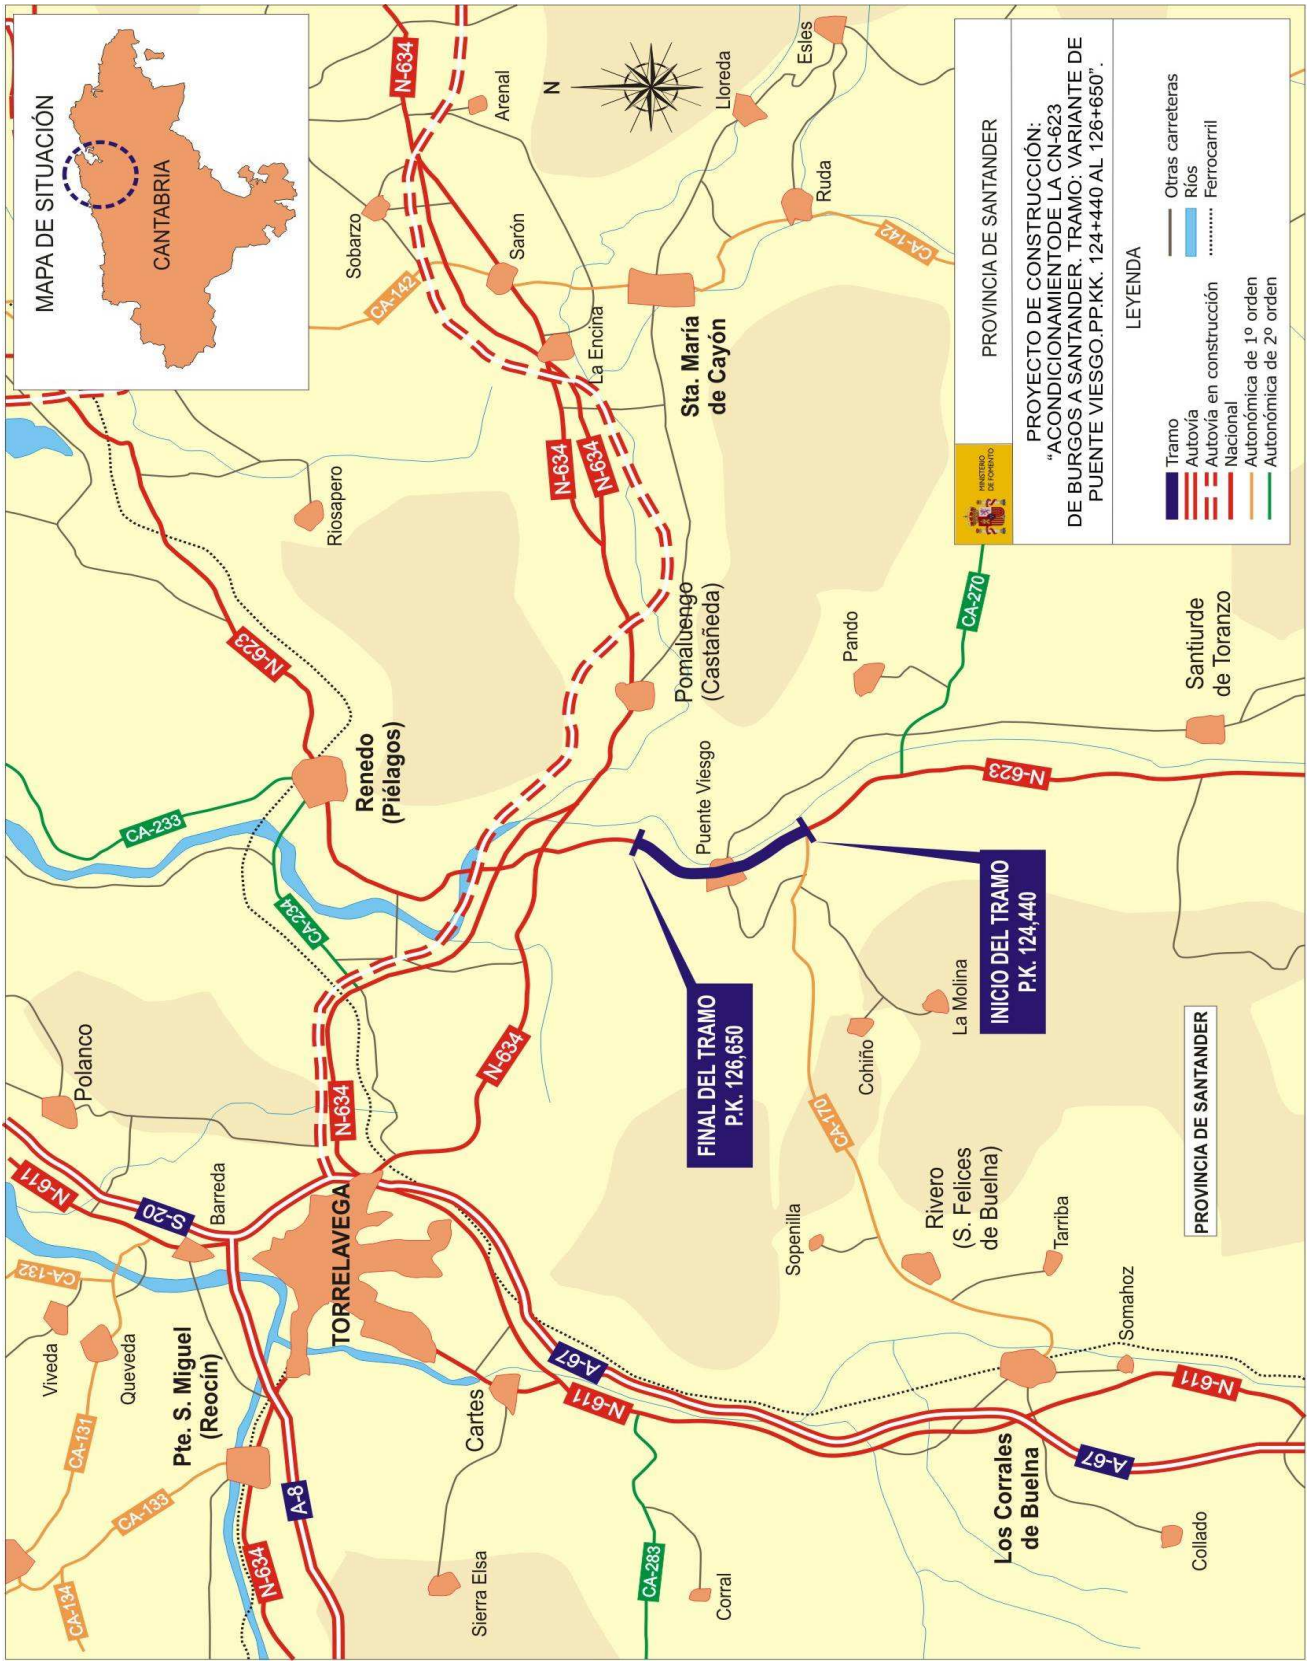 MAPA DE SITUACIÓN
CANTABRIA
N
N-634
Arenal
Sobarzo
Sarón
CA-142
La Encina
Lloreda
Esles
Ruda
CA-142
Sta. María
de Cayón
N-634
N-634
Riosapero
N-623
Renedo
(Piélagos)
CA-233
CA-234
Pomaluengo
(Castañeda)
Puente Viesgo
Pando
CA-270
Santiurde
de Toranzo
N-623
INICIO DEL TRAMO
P.K. 124,440
FINAL DEL TRAMO
P.K. 126,650
La Molina
Cohiño
CA-170
Polanco
N-634
N-634
N-611
S-20
Barreda
CA-132
Viveda
Queveda
CA-131
Pte. S. Miguel
(Reocín)
TORRELAVEGA
CA-133
CA-134
N-634
A-8
Cartes
A-67
N-611
Sierra Elsa
CA-283
Corral
Sopenilla
Rivero
(S. Felices
de Buelna)
Tarriba
Somahoz
Los Corrales
de Buelna
N-611
A-67
Collado
PROVINCIA DE SANTANDER
MINISTERIO
DE FOMENTO
PROVINCIA DE SANTANDER
PROYECTO DE CONSTRUCCIÓN:
“ACONDICIONAMIENTODE LA CN-623
DE BURGOS A SANTANDER. TRAMO: VARIANTE DE
PUENTE VIESGO.PP.KK. 124+440 AL 126+650”.
LEYENDA
Tramo
Autovía
Autovía en construcción
Nacional
Autonómica de 1º orden
Autonómica de 2º orden
Otras carreteras
Ríos
Ferrocarril